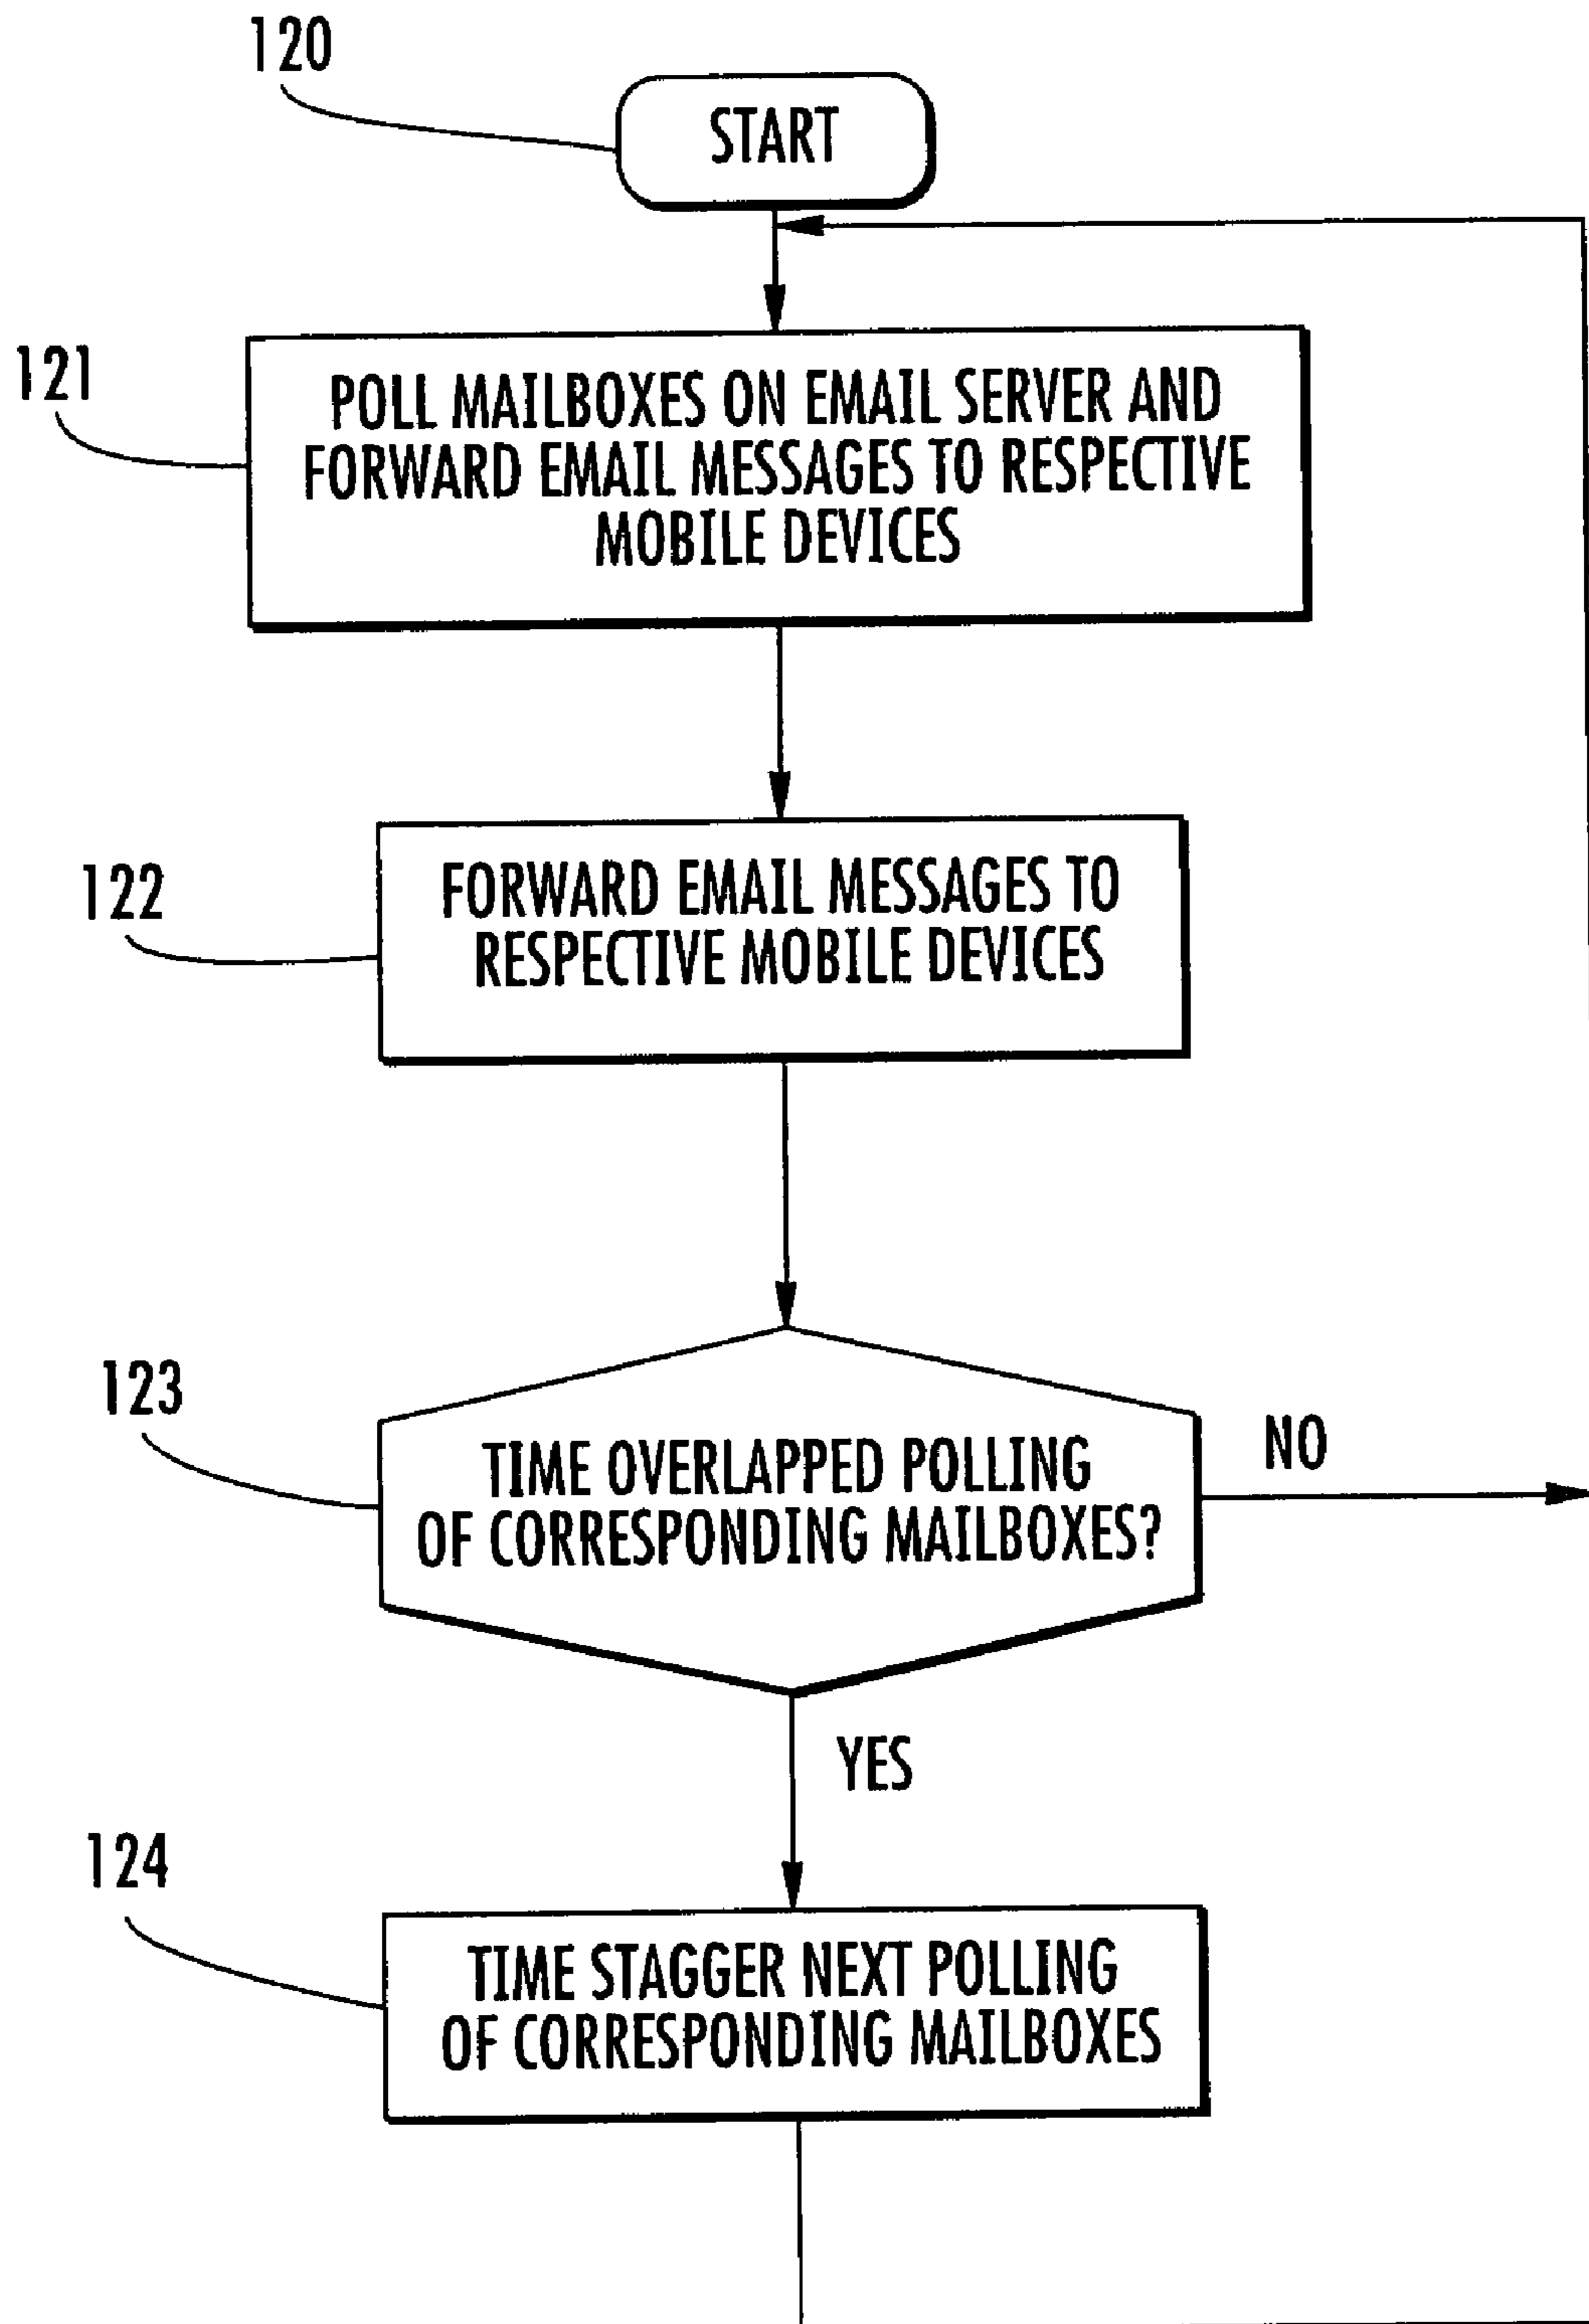 120
START
121
POLL MAILBOXES ON EMAIL SERVER AND
FORWARD EMAIL MESSAGES TO RESPECTIVE
MOBILE DEVICES
122
FORWARD EMAIL MESSAGES TO
RESPECTIVE MOBILE DEVICES
123
TIME OVERLAPPED POLLING
OF CORRESPONDING MAILBOXES?
NO
YES
124
TIME STAGGER NEXT POLLING
OF CORRESPONDING MAILBOXES